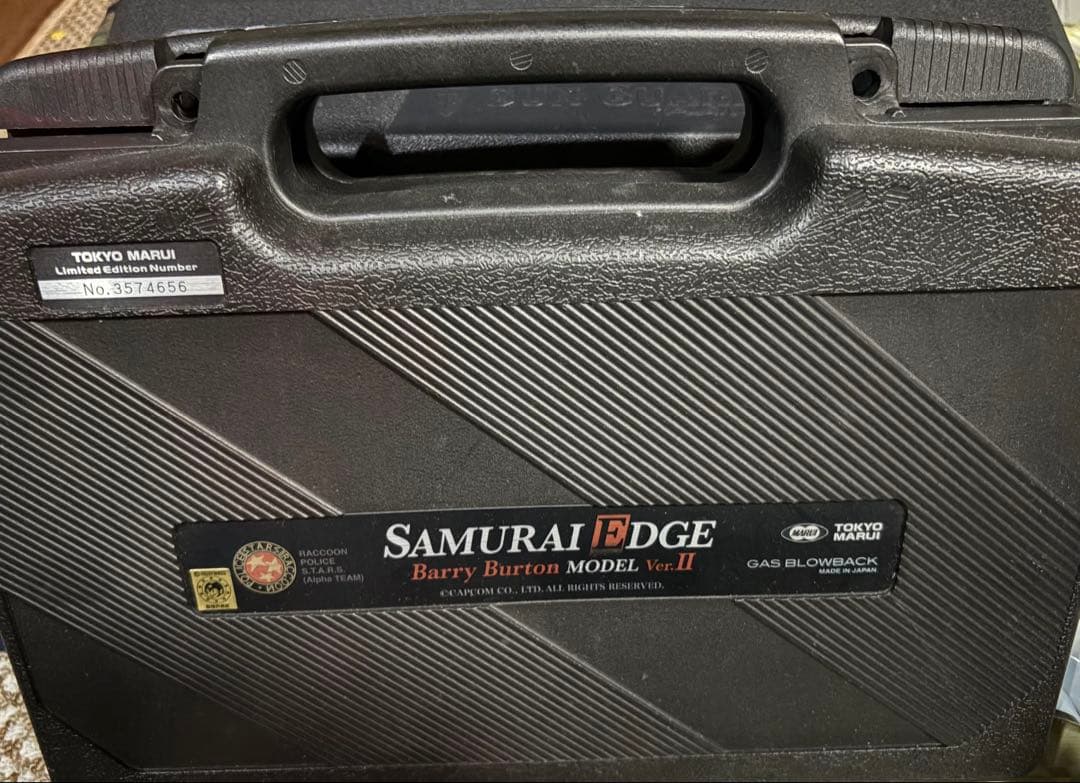 TOKYO MARUI
Limited Edition Number
No.3574656
RACCOON
POLICE
S.T.A.R.S.
(Alpha TEAM)
SAMURAI EDGE
Barry Burton MODEL Ver.II
©CAPCOM CO., LTD. ALL RIGHTS RESERVED.
MARUI
TOKYO
MARUI
GAS BLOWBACK
MADE IN JAPAN